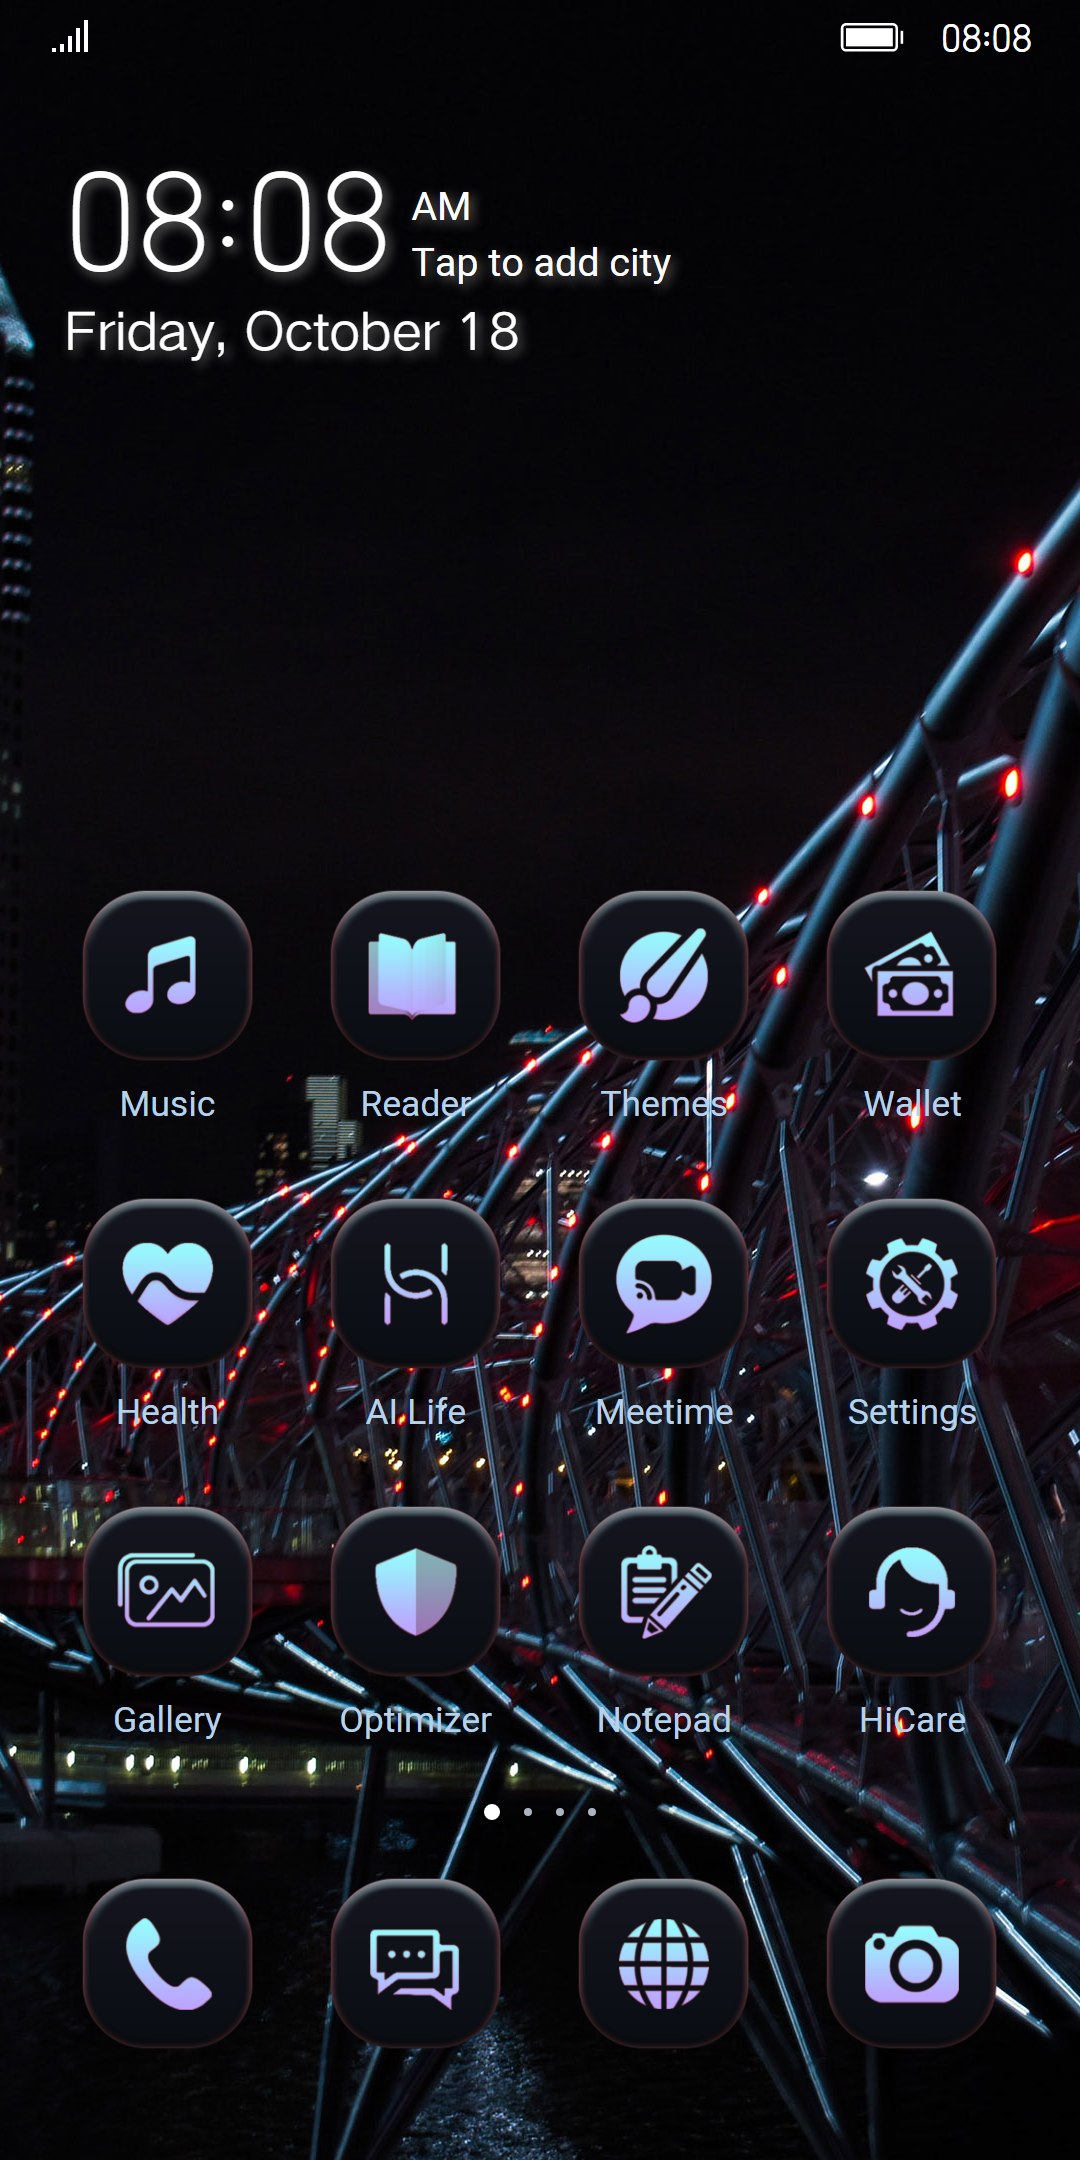 08:08
08:08 AM
Tap to add city
Friday, October 18
Music Reader Themes Wallet
Health AI Life Meetime Settings
Gallery Optimizer Notepad HiCare